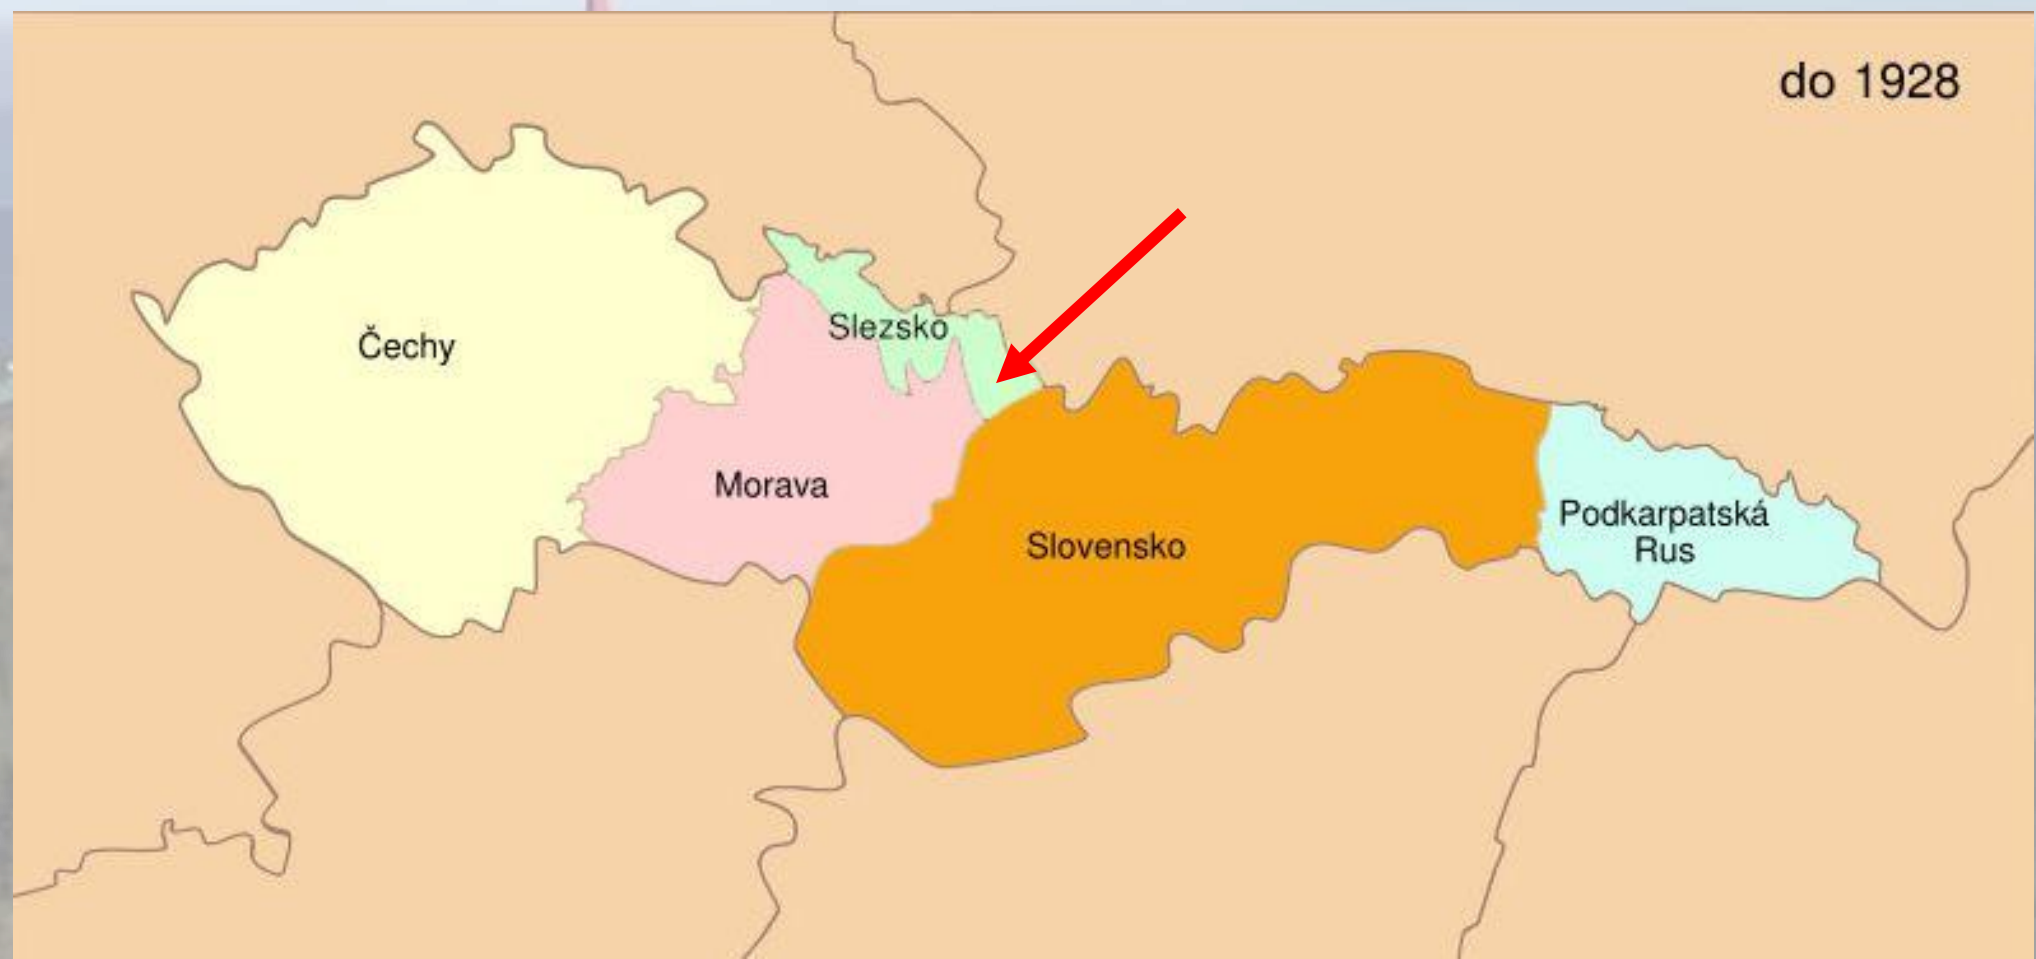 do 1928
Čechy
Slezsko
Morava
Slovensko
Podkarpatská
Rus